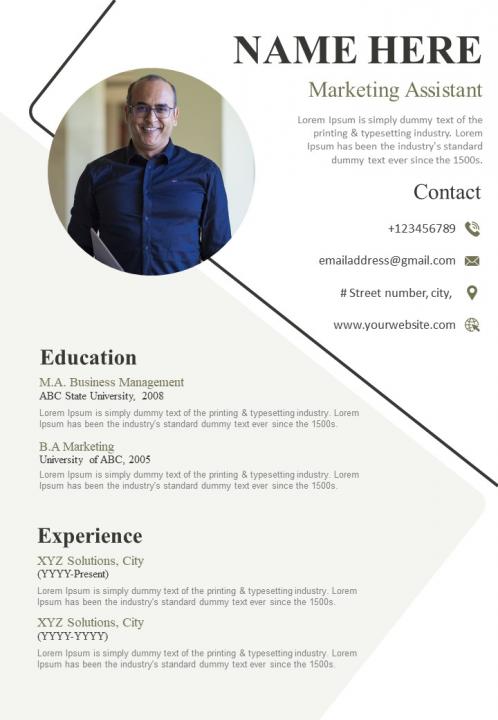 NAME HERE
Marketing Assistant
Lorem Ipsum is simply dummy text of the
printing & typesetting industry. Lorem
Ipsum has been the industry's standard
dummy text ever since the 1500s.
Contact
+123456789
emailaddress@gmail.com
# Street number, city,
www.yourwebsite.com
Education
M.A. Business Management
ABC State University, 2008
Lorem Ipsum is simply dummy text of the printing & typesetting industry. Lorem
Ipsum has been the industry's standard dummy text ever since the 1500s.
B.A Marketing
University of ABC, 2005
Lorem Ipsum is simply dummy text of the printing & typesetting industry. Lorem
Ipsum has been the industry's standard dummy text ever since the 1500s.
Experience
XYZ Solutions, City
(YYYY-Present)
Lorem Ipsum is simply dummy text of the printing & typesetting industry. Lorem
Ipsum has been the industry's standard dummy text ever since the 1500s.
XYZ Solutions, City
(YYYY-YYYY)
Lorem Ipsum is simply dummy text of the printing & typesetting industry. Lorem
Ipsum has been the industry's standard dummy text ever since the 1500s.